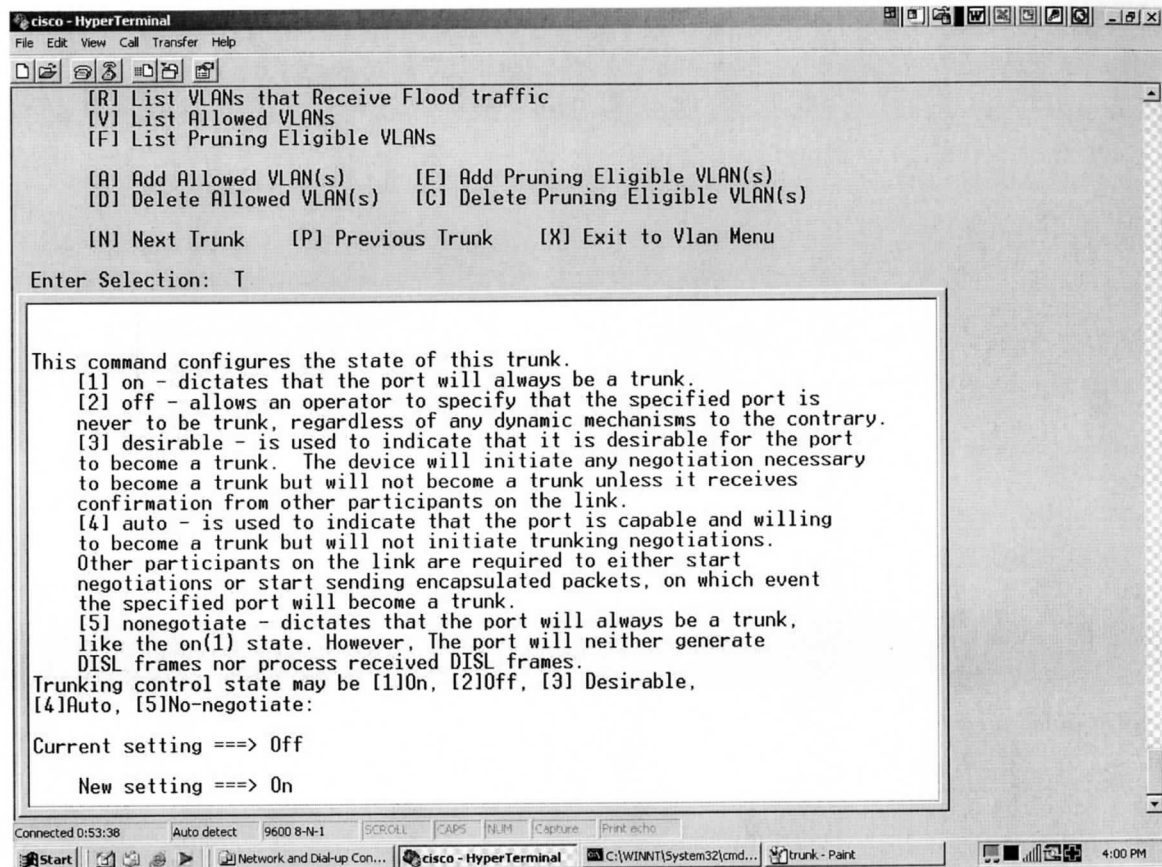 cisco - HyperTerminal
File Edit View Call Transfer Help
[R] List VLANs that Receive Flood traffic
[V] List Allowed VLANs
[F] List Pruning Eligible VLANs
[A] Add Allowed VLAN(s) [E] Add Pruning Eligible VLAN(s)
[D] Delete Allowed VLAN(s) [C] Delete Pruning Eligible VLAN(s)
[N] Next Trunk [P] Previous Trunk [X] Exit to Vlan Menu
Enter Selection: T
This command configures the state of this trunk.
[1] on - dictates that the port will always be a trunk.
[2] off - allows an operator to specify that the specified port is
never to be trunk, regardless of any dynamic mechanisms to the contrary.
[3] desirable - is used to indicate that it is desirable for the port
to become a trunk. The device will initiate any negotiation necessary
to become a trunk but will not become a trunk unless it receives
confirmation from other participants on the link.
[4] auto - is used to indicate that the port is capable and willing
to become a trunk but will not initiate trunking negotiations.
Other participants on the link are required to either start
negotiations or start sending encapsulated packets, on which event
the specified port will become a trunk.
[5] nonegotiate - dictates that the port will always be a trunk,
like the on(1) state. However, The port will neither generate
DISL frames nor process received DISL frames.
Trunking control state may be [1]On, [2]Off, [3] Desirable,
[4]Auto, [5]No-negotiate:
Current setting ===> Off
New setting ===> On
Connected 0:53:38 Auto detect 9600 8-N-1 SCROLL CAPS NUM Capture Print echo
Start Network and Dial-up Con... cisco - HyperTerminal C:\WINNT\System32\cmd... trunk - Paint 4:00 PM